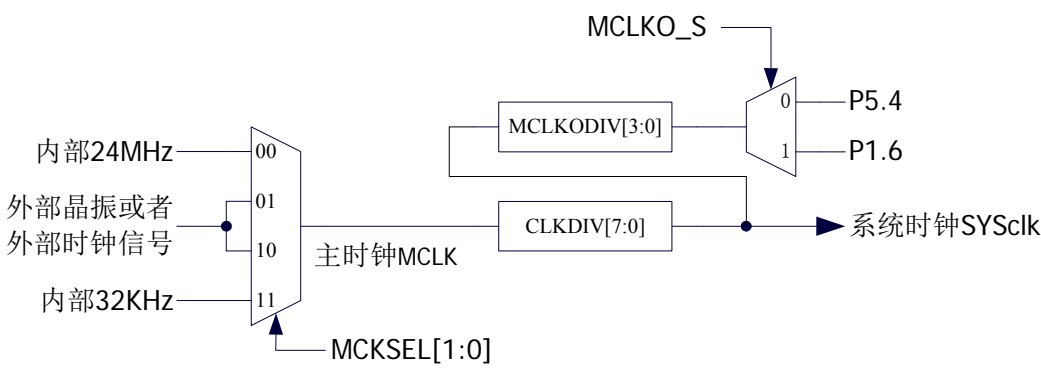 MCLKO_S
0
P5.4
MCLKODIV[3:0]
1
P1.6
内部24MHz
00
外部晶振或者
外部时钟信号
01
10
主时钟MCLK
CLKDIV[7:0]
系统时钟SYSclk
内部32KHz
11
MCKSEL[1:0]